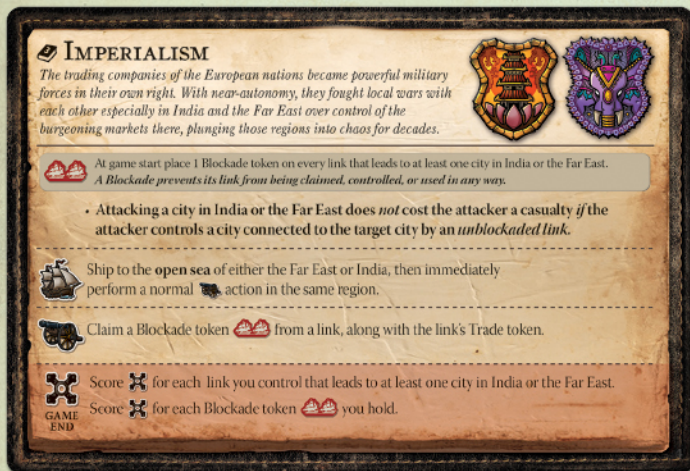 IMPERIALISM
The trading companies of the European nations became powerful military
forces in their own right. With near-autonomy, they fought local wars with
each other especially in India and the Far East over control of the
burgeoning markets there, plunging those regions into chaos for decades.
At game start place 1 Blockade token on every link that leads to at least one city in India or the Far East.
A Blockade prevents its link from being claimed, controlled, or used in any way.
• Attacking a city in India or the Far East does not cost the attacker a casualty if the
attacker controls a city connected to the target city by an unblockaded link.
Ship to the open sea of either the Far East or India, then immediately
perform a normal action in the same region.
Claim a Blockade token from a link, along with the link's Trade token.
Score for each link you control that leads to at least one city in India or the Far East.
Score for each Blockade token you hold.
GAME
END